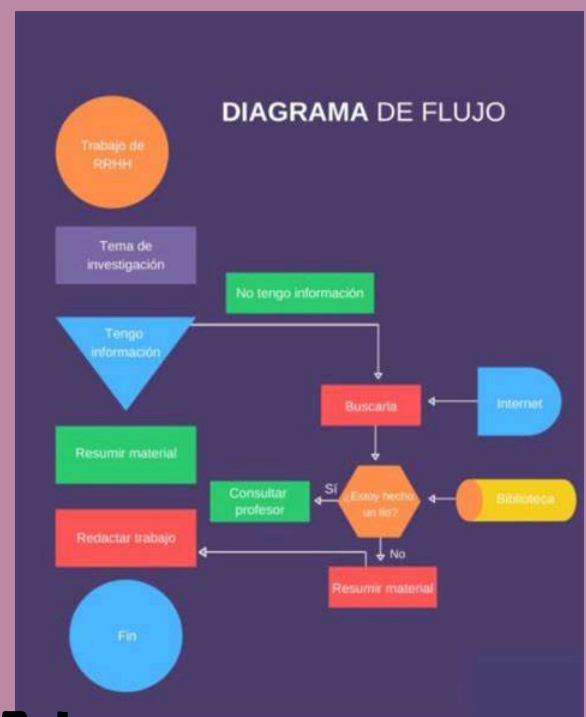 DIAGRAMA DE FLUJO
Trabajo de
RRHH
Tema de
investigación
No tengo información
Tengo
información
Buscarla
Internet
Resumir material
Consultar
profesor
Sí
¿Estoy hecho
un lío?
Biblioteca
Redactar trabajo
No
Resumir material
Fin